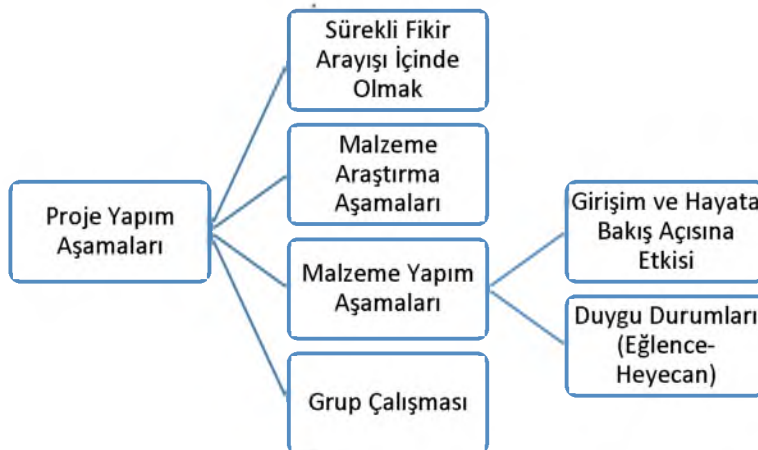 Sürekli Fikir
Arayışı İçinde
Olmak
Malzeme
Araştırma
Aşamaları
Proje Yapım
Aşamaları
Malzeme Yapım
Aşamaları
Grup Çalışması
Girişim ve Hayata
Bakış Açısına
Etkisi
Duygu Durumları
(Eğlence-
Heyecan)